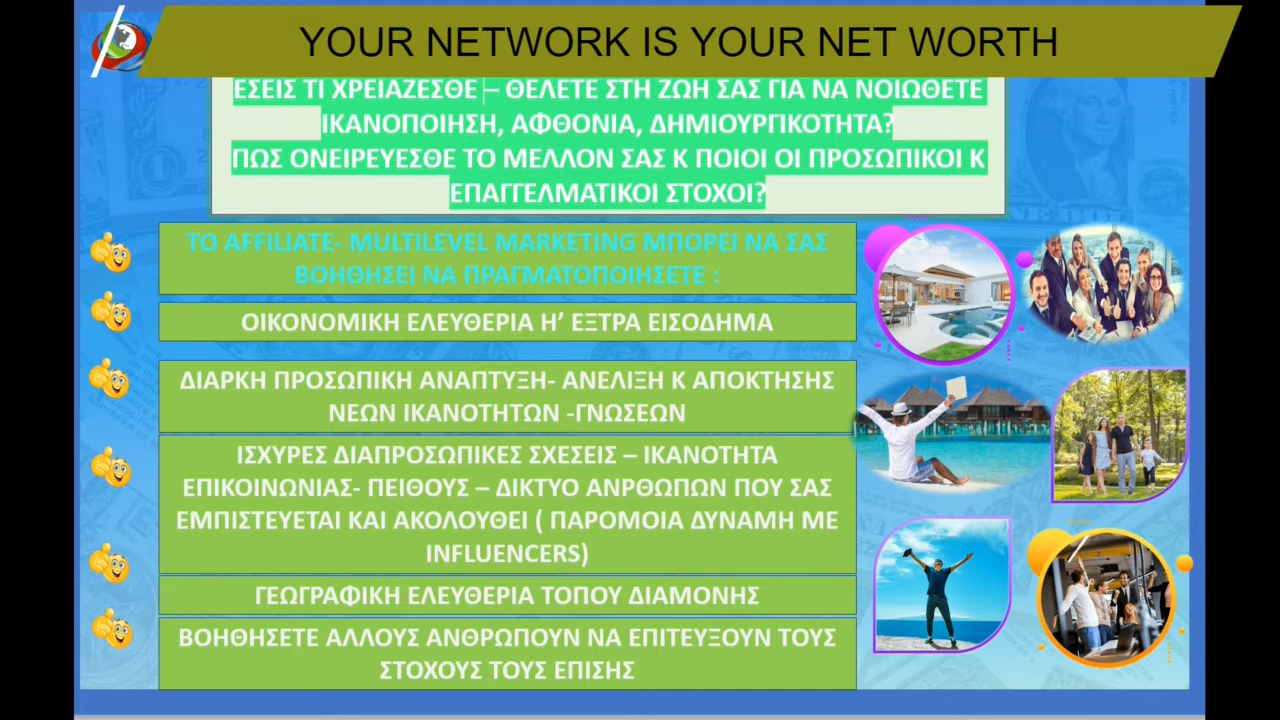 YOUR NETWORK IS YOUR NET WORTH
ΕΣΕΙΣ ΤΙ ΧΡΕΙΑΖΕΣΘΕ – ΘΕΛΕΤΕ ΣΤΗ ΖΩΗ ΣΑΣ ΓΙΑ ΝΑ ΝΟΙΩΘΕΤΕ
ΙΚΑΝΟΠΟΙΗΣΗ, ΑΦΘΟΝΙΑ, ΔΗΜΙΟΥΡΓΙΚΟΤΗΤΑ?
ΠΩΣ ΟΝΕΙΡΕΥΕΣΘΕ ΤΟ ΜΕΛΛΟΝ ΣΑΣ Κ ΠΟΙΟΙ ΟΙ ΠΡΟΣΩΠΙΚΟΙ Κ
ΕΠΑΓΓΕΛΜΑΤΙΚΟΙ ΣΤΟΧΟΙ?
ΤΟ AFFILIATE- MULTILEVEL MARKETING ΜΠΟΡΕΙ ΝΑ ΣΑΣ
ΒΟΗΘΗΣΕΙ ΝΑ ΠΡΑΓΜΑΤΟΠΟΙΗΣΕΤΕ :
ΟΙΚΟΝΟΜΙΚΗ ΕΛΕΥΘΕΡΙΑ Η’ ΕΞΤΡΑ ΕΙΣΟΔΗΜΑ
ΔΙΑΡΚΗ ΠΡΟΣΩΠΙΚΗ ΑΝΑΠΤΥΞΗ- ΑΝΕΛΙΞΗ Κ ΑΠΟΚΤΗΣΗΣ
ΝΕΩΝ ΙΚΑΝΟΤΗΤΩΝ -ΓΝΩΣΕΩΝ
ΙΣΧΥΡΕΣ ΔΙΑΠΡΟΣΩΠΙΚΕΣ ΣΧΕΣΕΙΣ – ΙΚΑΝΟΤΗΤΑ
ΕΠΙΚΟΙΝΩΝΙΑΣ- ΠΕΙΘΟΥΣ – ΔΙΚΤΥΟ ΑΝΡΘΩΠΩΝ ΠΟΥ ΣΑΣ
ΕΜΠΙΣΤΕΥΕΤΑΙ ΚΑΙ ΑΚΟΛΟΥΘΕΙ ( ΠΑΡΟΜΟΙΑ ΔΥΝΑΜΗ ΜΕ
INFLUENCERS)
ΓΕΩΓΡΑΦΙΚΗ ΕΛΕΥΘΕΡΙΑ ΤΟΠΟΥ ΔΙΑΜΟΝΗΣ
ΒΟΗΘΗΣΕΤΕ ΑΛΛΟΥΣ ΑΝΘΡΩΠΟΥΝ ΝΑ ΕΠΙΤΕΥΞΟΥΝ ΤΟΥΣ
ΣΤΟΧΟΥΣ ΤΟΥΣ ΕΠΙΣΗΣ